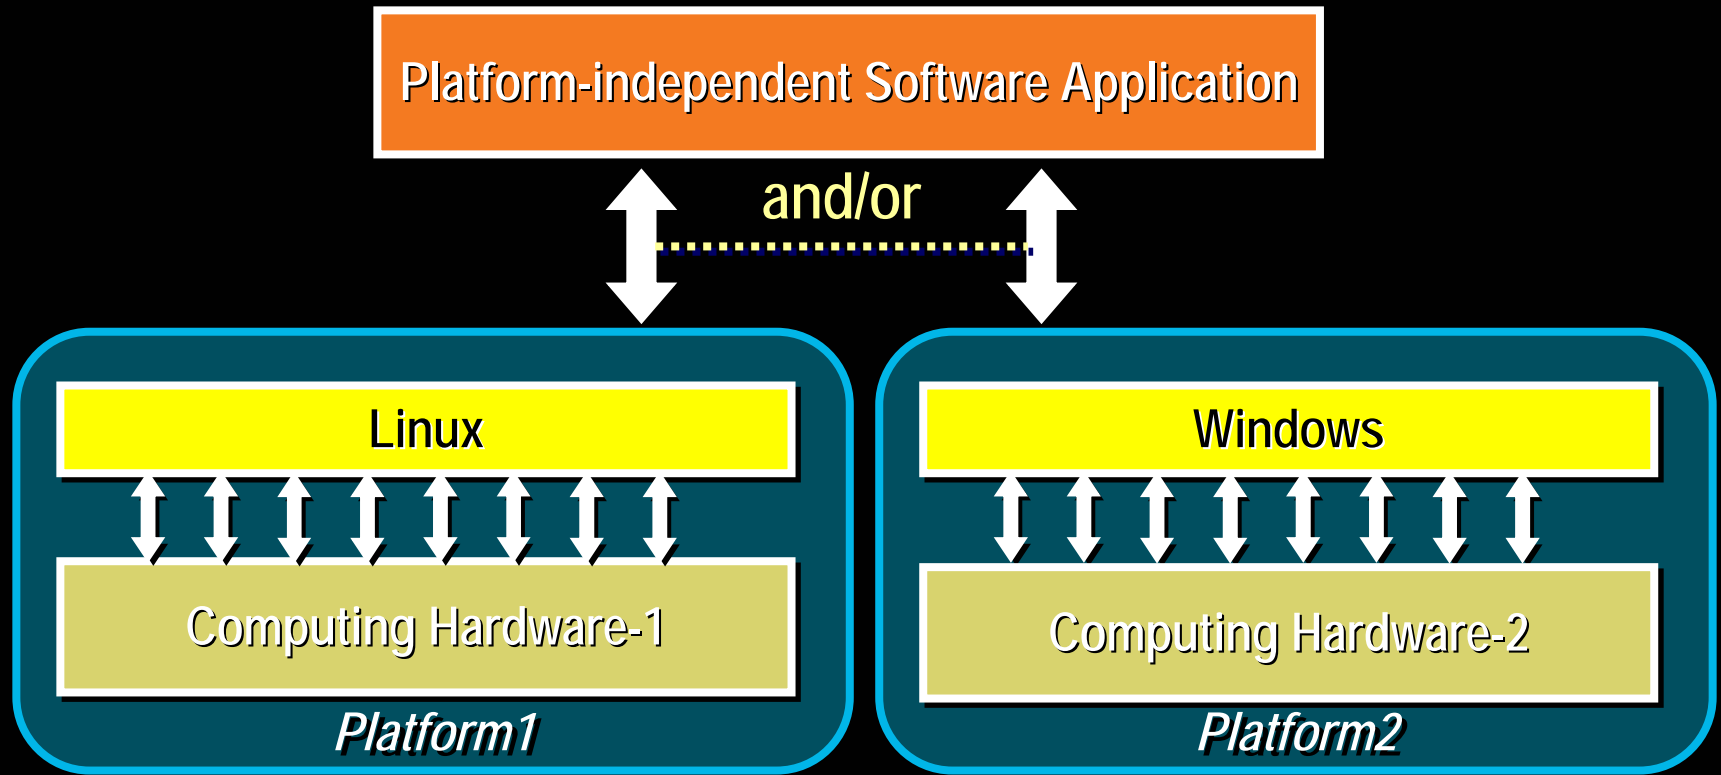 Platform-independent Software Application
and/or
Linux
Computing Hardware-1
Platform1
Windows
Computing Hardware-2
Platform2